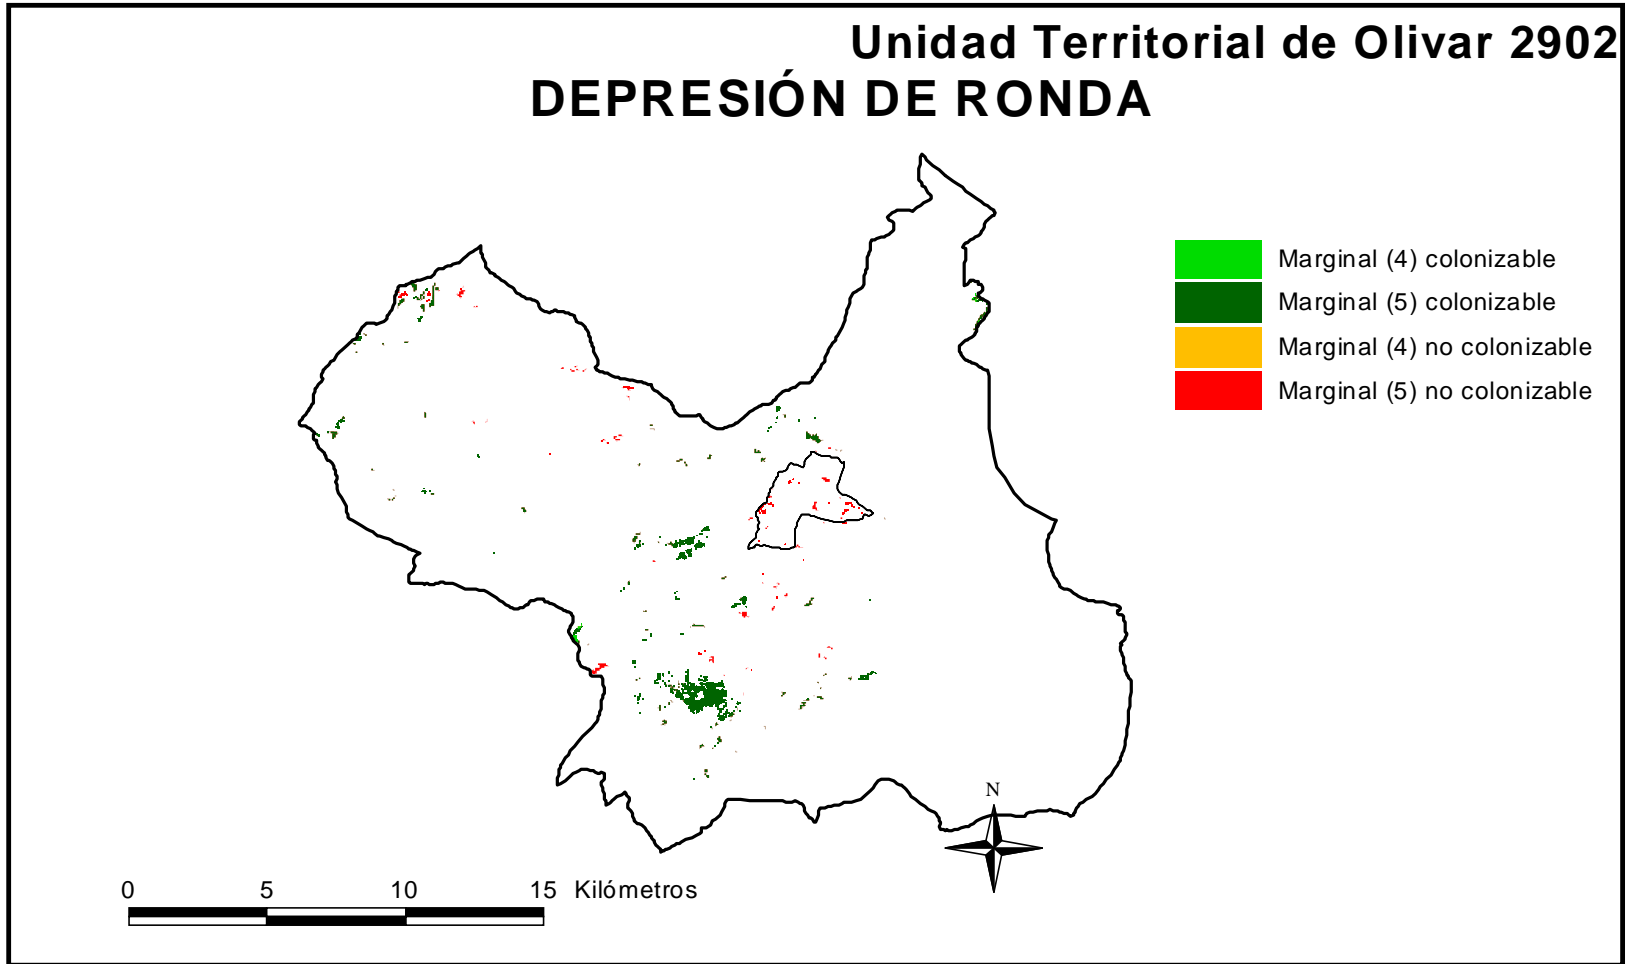 Unidad Territorial de Olivar 2902
DEPRESIÓN DE RONDA
Marginal (4) colonizable
Marginal (5) colonizable
Marginal (4) no colonizable
Marginal (5) no colonizable
N
0 5 10 15 Kilómetros